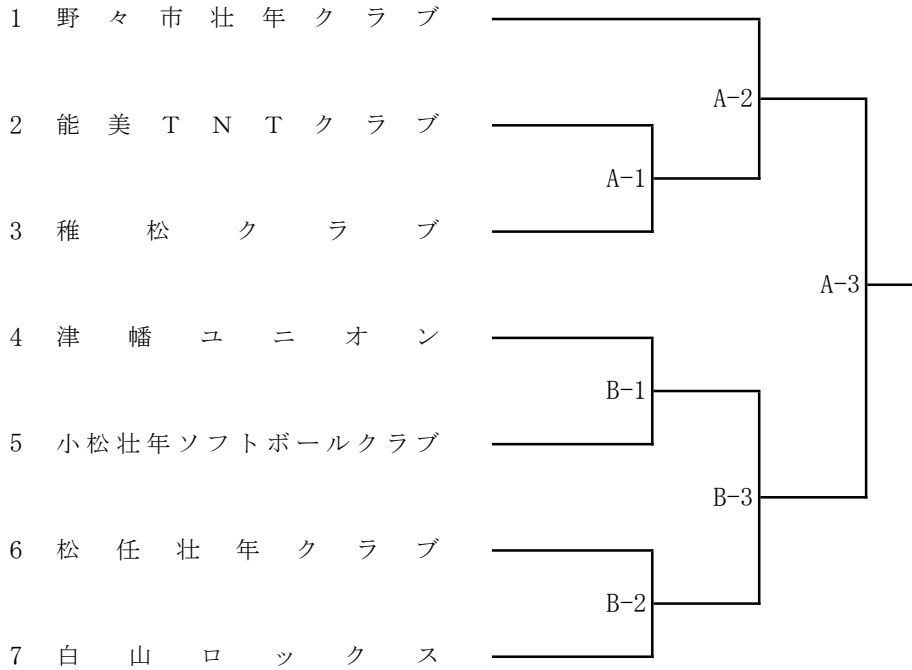 1 野々市壮年クラブ
A-2
2 能美TNTクラブ
A-1
3 稚松クラブ
A-3
4 津幡ユニオン
B-1
5 小松壮年ソフトボールクラブ
B-3
6 松任壮年クラブ
B-2
7 白山ロックス